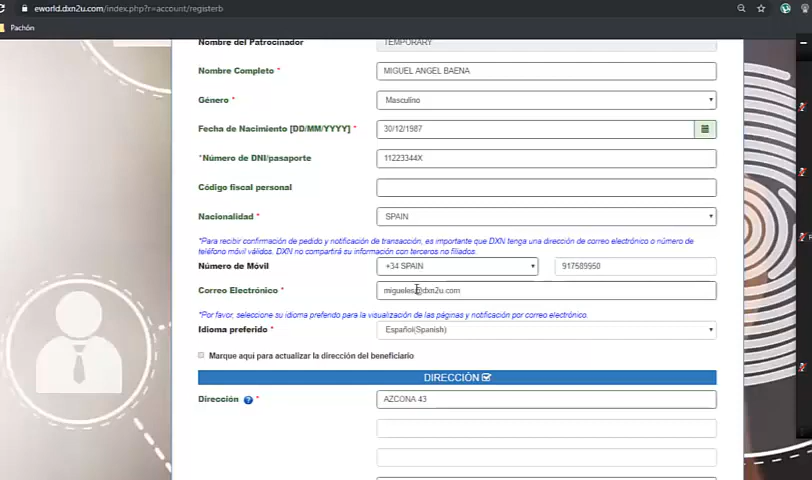 eworld.dxn2u.com/index.php?r=account/registerb
Pachón
Nombre del Patrocinador TEMPORARY
Nombre Completo * MIGUEL ANGEL BAENA
Género * Masculino
Fecha de Nacimiento [DD/MM/YYYY] * 30/12/1987
*Número de DNI/pasaporte 11223344X
Código fiscal personal
Nacionalidad * SPAIN
*Para recibir confirmación de pedido y notificación de transacción, es importante que DXN tenga una dirección de correo electrónico o número de
teléfono móvil válidos. DXN no compartirá su información con terceros no filiados.
Número de Móvil +34 SPAIN 917589950
Correo Electrónico * migueles@dxn2u.com
*Por favor, seleccione su idioma prefendo para la visualización de las páginas y notificación por correo electrónico.
Idioma preferido * Español(Spanish)
Marque aqui para actualizar la dirección del beneficiario
DIRECCIÓN
Dirección ? * AZCONA 43